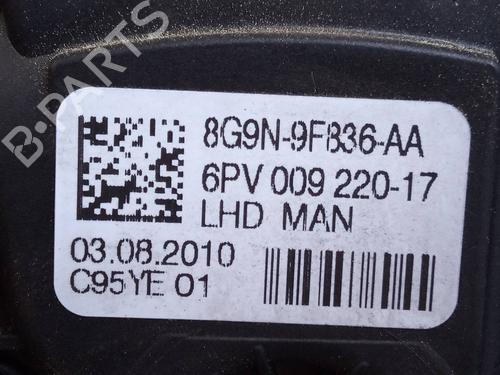 B-PARTS
8G9N-9F836-AA
6PV 009 220-17
LHD MAN
03.08.2010
C95YE 01